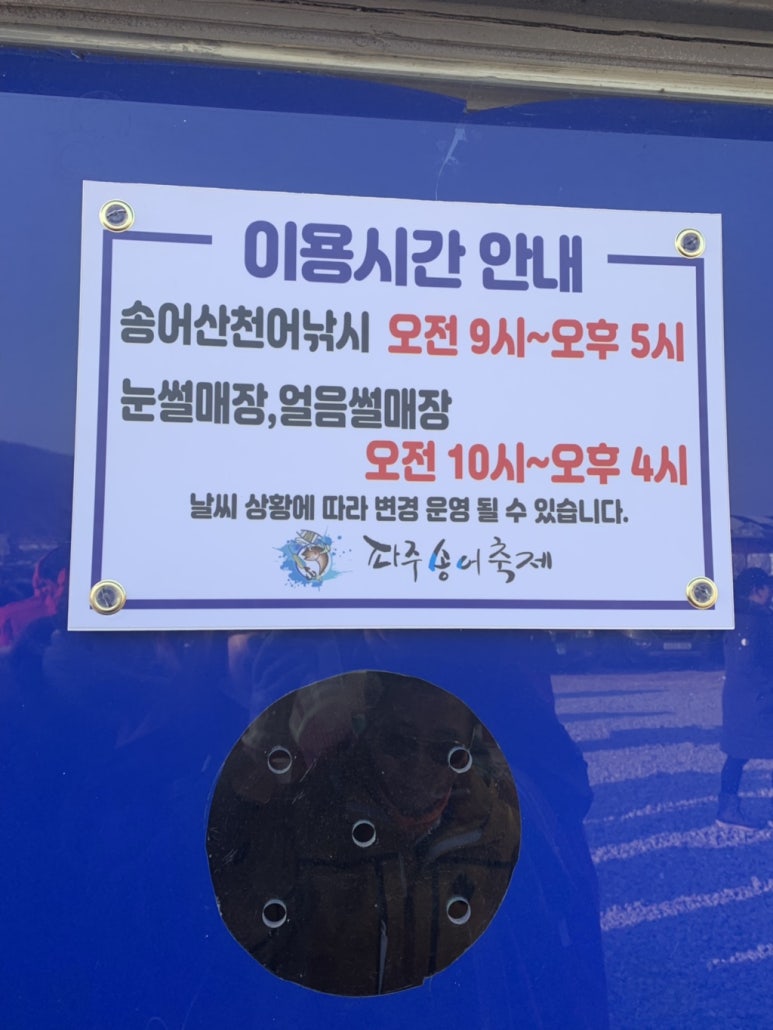 이용시간 안내
송어산천어낚시 오전 9시~오후 5시
눈썰매장,얼음썰매장
오전 10시~오후 4시
날씨 상황에 따라 변경 운영 될 수 있습니다.
파주송어축제